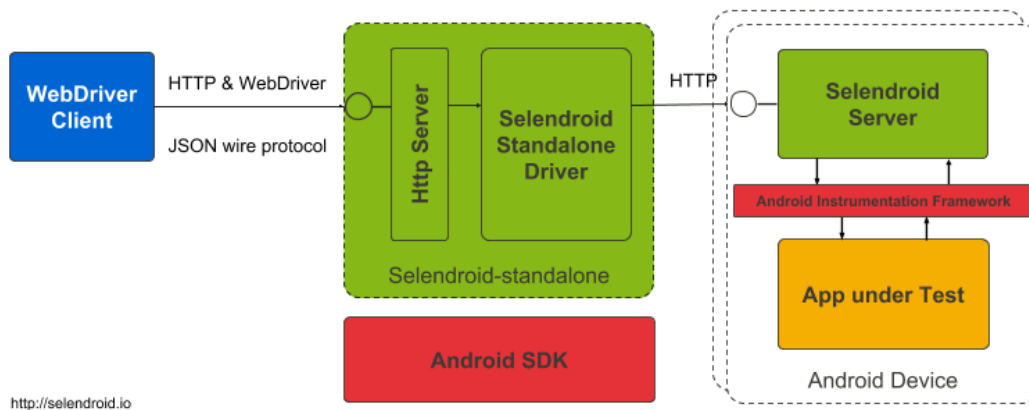 WebDriver
Client
HTTP & WebDriver
JSON wire protocol
Http Server
Selendroid
Standalone
Driver
Selendroid-standalone
Android SDK
HTTP
Selendroid
Server
Android Instrumentation Framework
App under Test
Android Device
http://selendroid.io